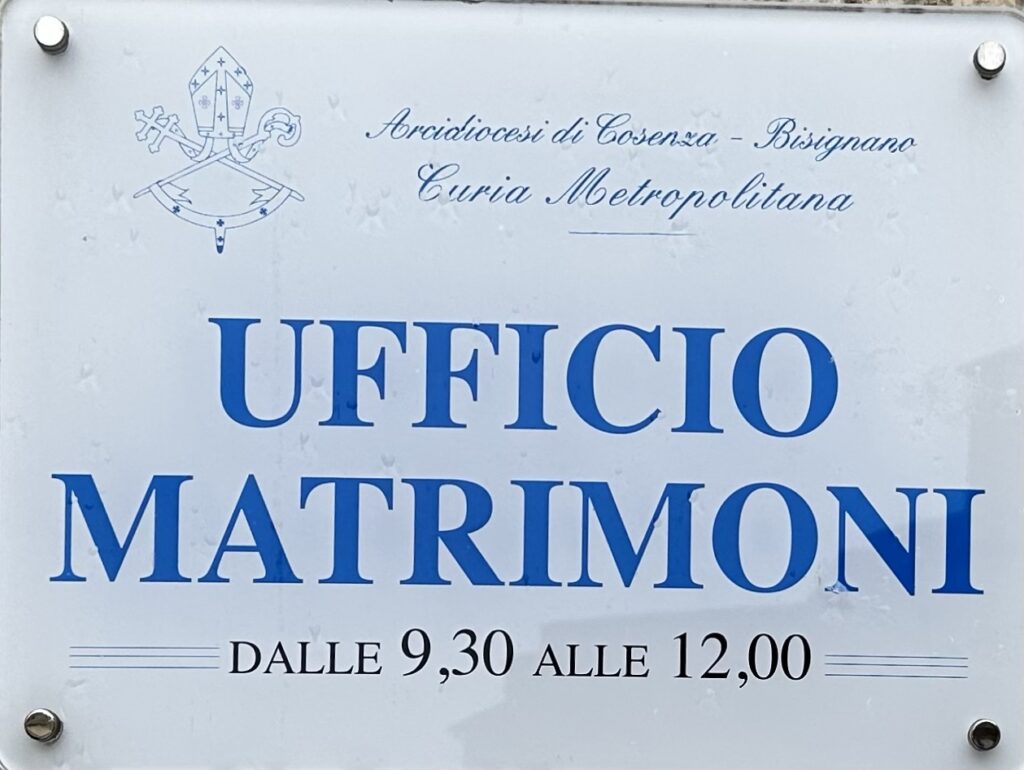 Arcidiocesi di Cosenza - Bisignano
Curia Metropolitana
UFFICIO
MATRIMONI
DALLE 9,30 ALLE 12,00